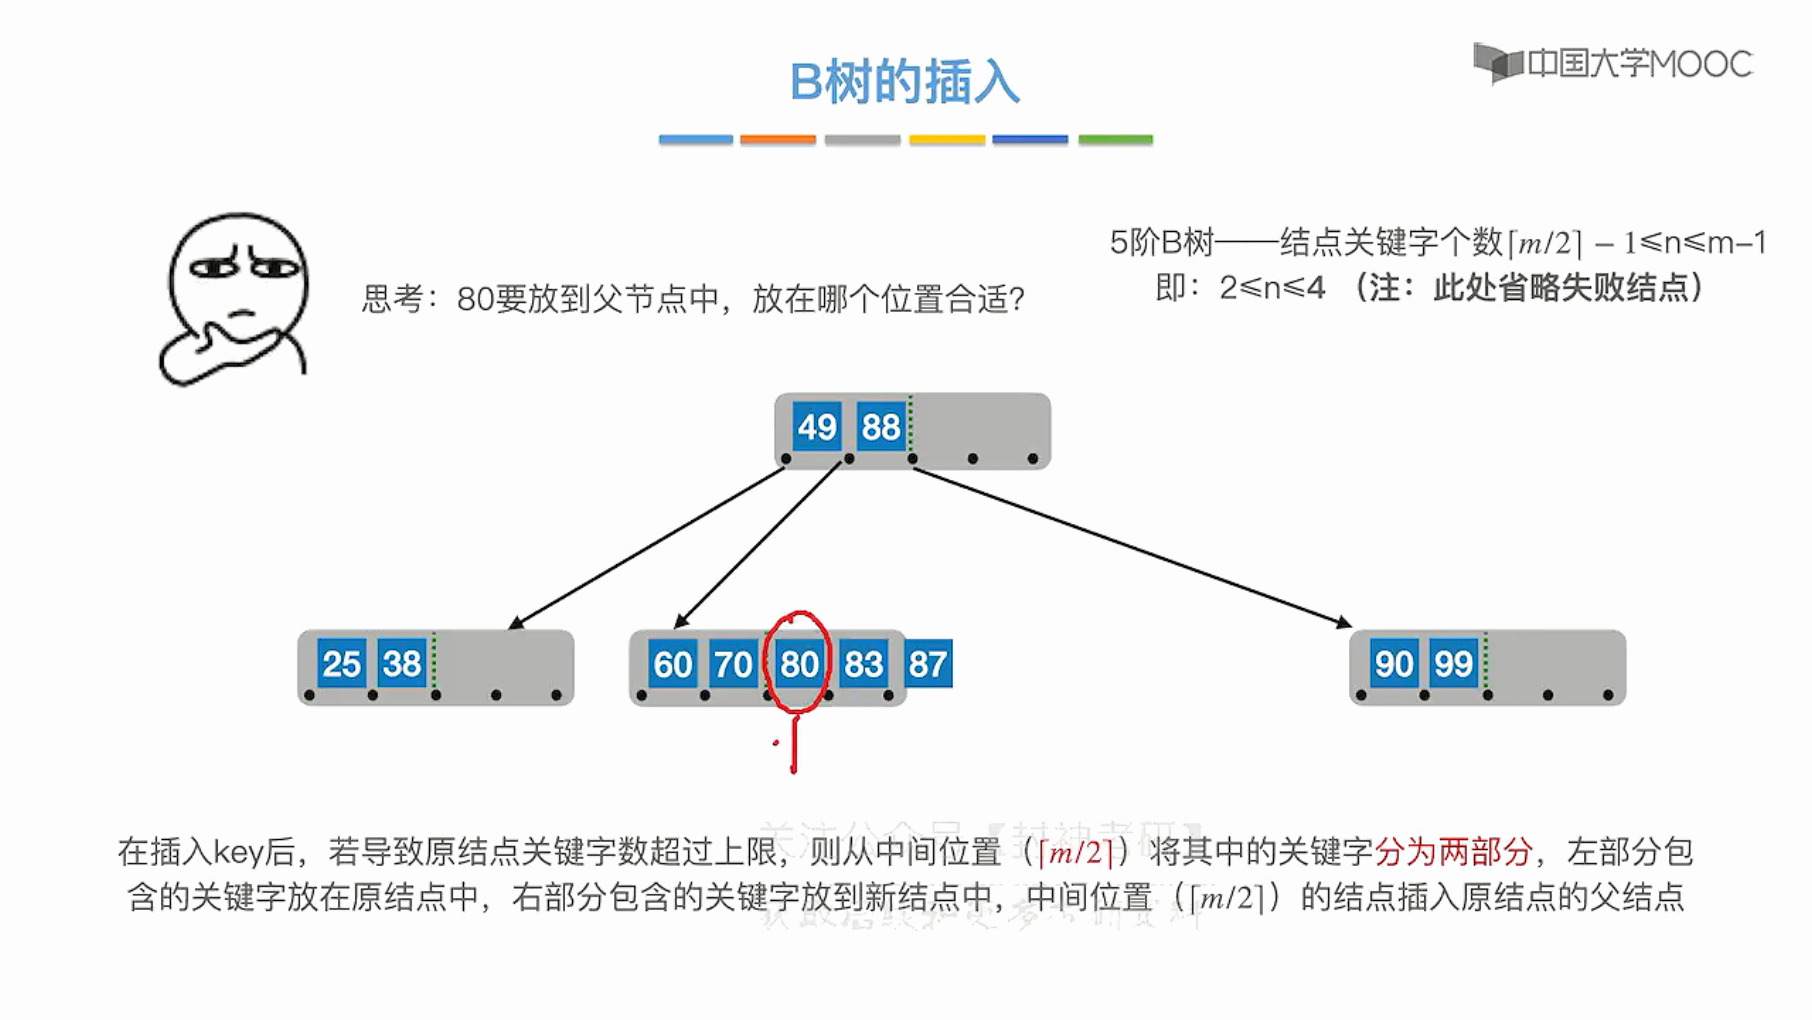 B树的插入
中国大学MOOC
5阶B树——结点关键字个数⌈m/2⌉ – 1≤n≤m–1
即：2≤n≤4 （注：此处省略失败结点）
思考：80要放到父节点中，放在哪个位置合适？
49 88
25 38
60 70 80 83 87
90 99
在插入key后，若导致原结点关键字数超过上限，则从中间位置（⌈m/2⌉）将其中的关键字分为两部分，左部分包
含的关键字放在原结点中，右部分包含的关键字放到新结点中，中间位置（⌈m/2⌉）的结点插入原结点的父结点
关注公众号【封神考研】